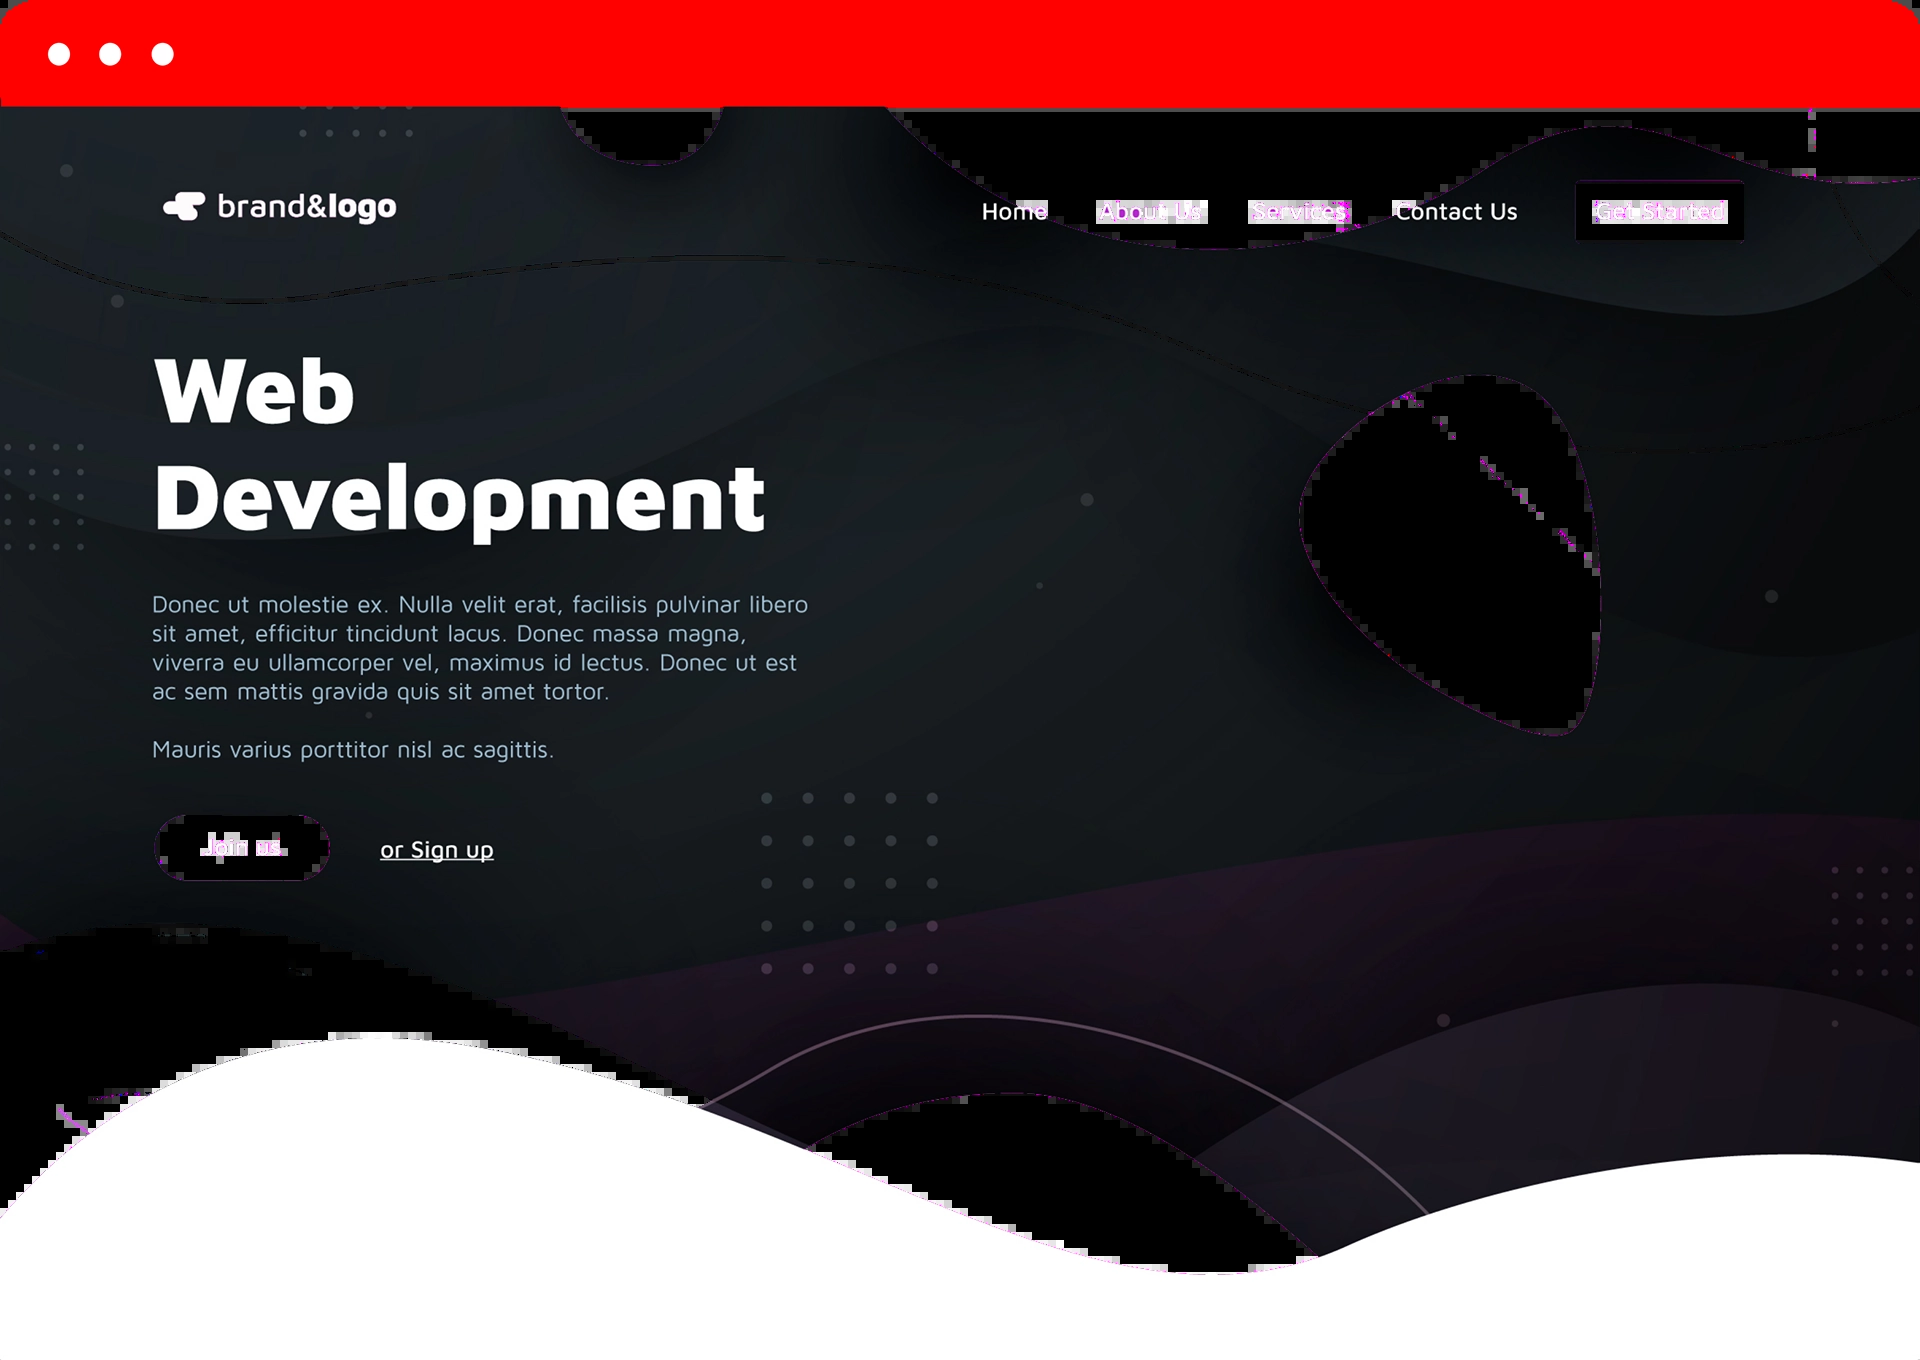 brand&logo
Home About Us Services Contact Us Get Started
Web
Development
Donec ut molestie ex. Nulla velit erat, facilisis pulvinar libero
sit amet, efficitur tincidunt lacus. Donec massa magna,
viverra eu ullamcorper vel, maximus id lectus. Donec ut est
ac sem mattis gravida quis sit amet tortor.
Mauris varius porttitor nisl ac sagittis.
Join us or Sign up